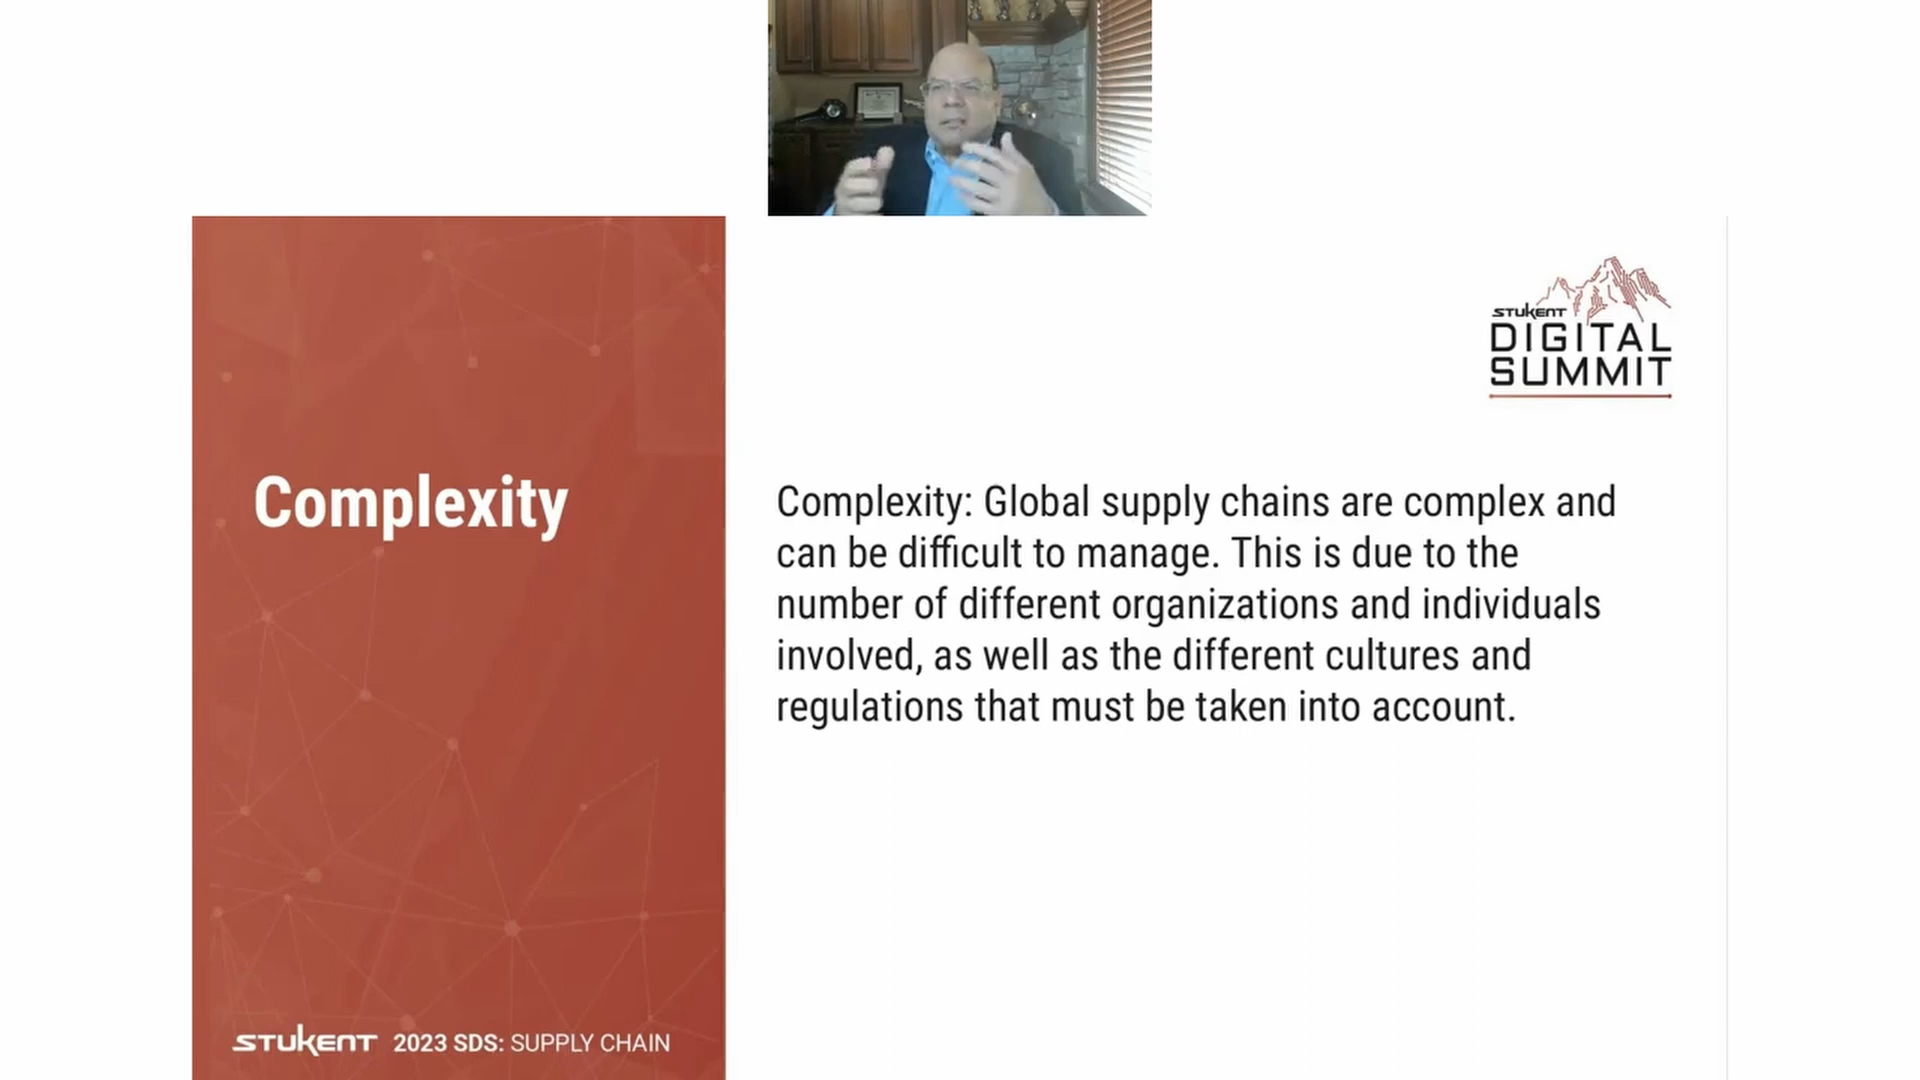 STUKENT
DIGITAL
SUMMIT
Complexity
Complexity: Global supply chains are complex and
can be difficult to manage. This is due to the
number of different organizations and individuals
involved, as well as the different cultures and
regulations that must be taken into account.
STUKENT 2023 SDS: SUPPLY CHAIN